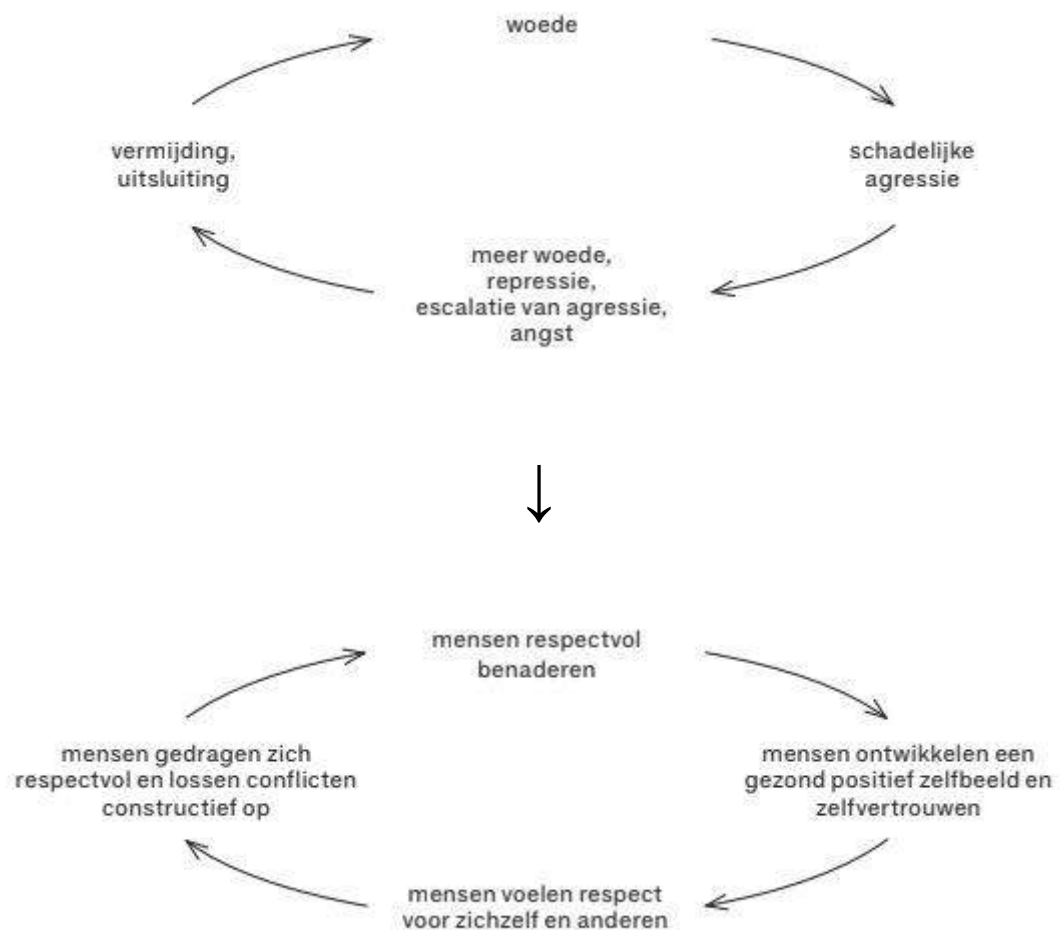 woede
vermijding,
uitsluiting
schadelijke
agressie
meer woede,
repressie,
escalatie van agressie,
angst
mensen respectvol
benaderen
mensen gedragen zich
respectvol en lossen conflicten
constructief op
mensen ontwikkelen een
gezond positief zelfbeeld en
zelfvertrouwen
mensen voelen respect
voor zichzelf en anderen